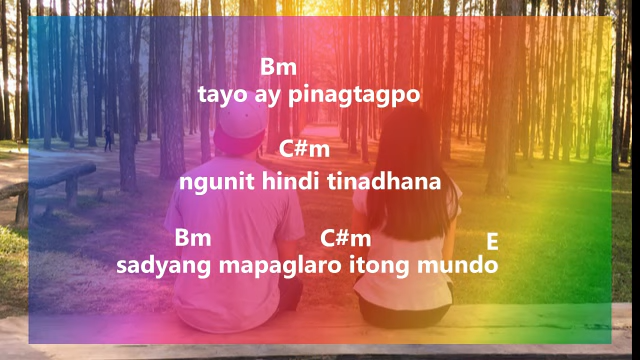 Bm
tayo ay pinagtagpo
C#m
ngunit hindi tinadhana
Bm C#m E
sadyang mapaglaro itong mundo